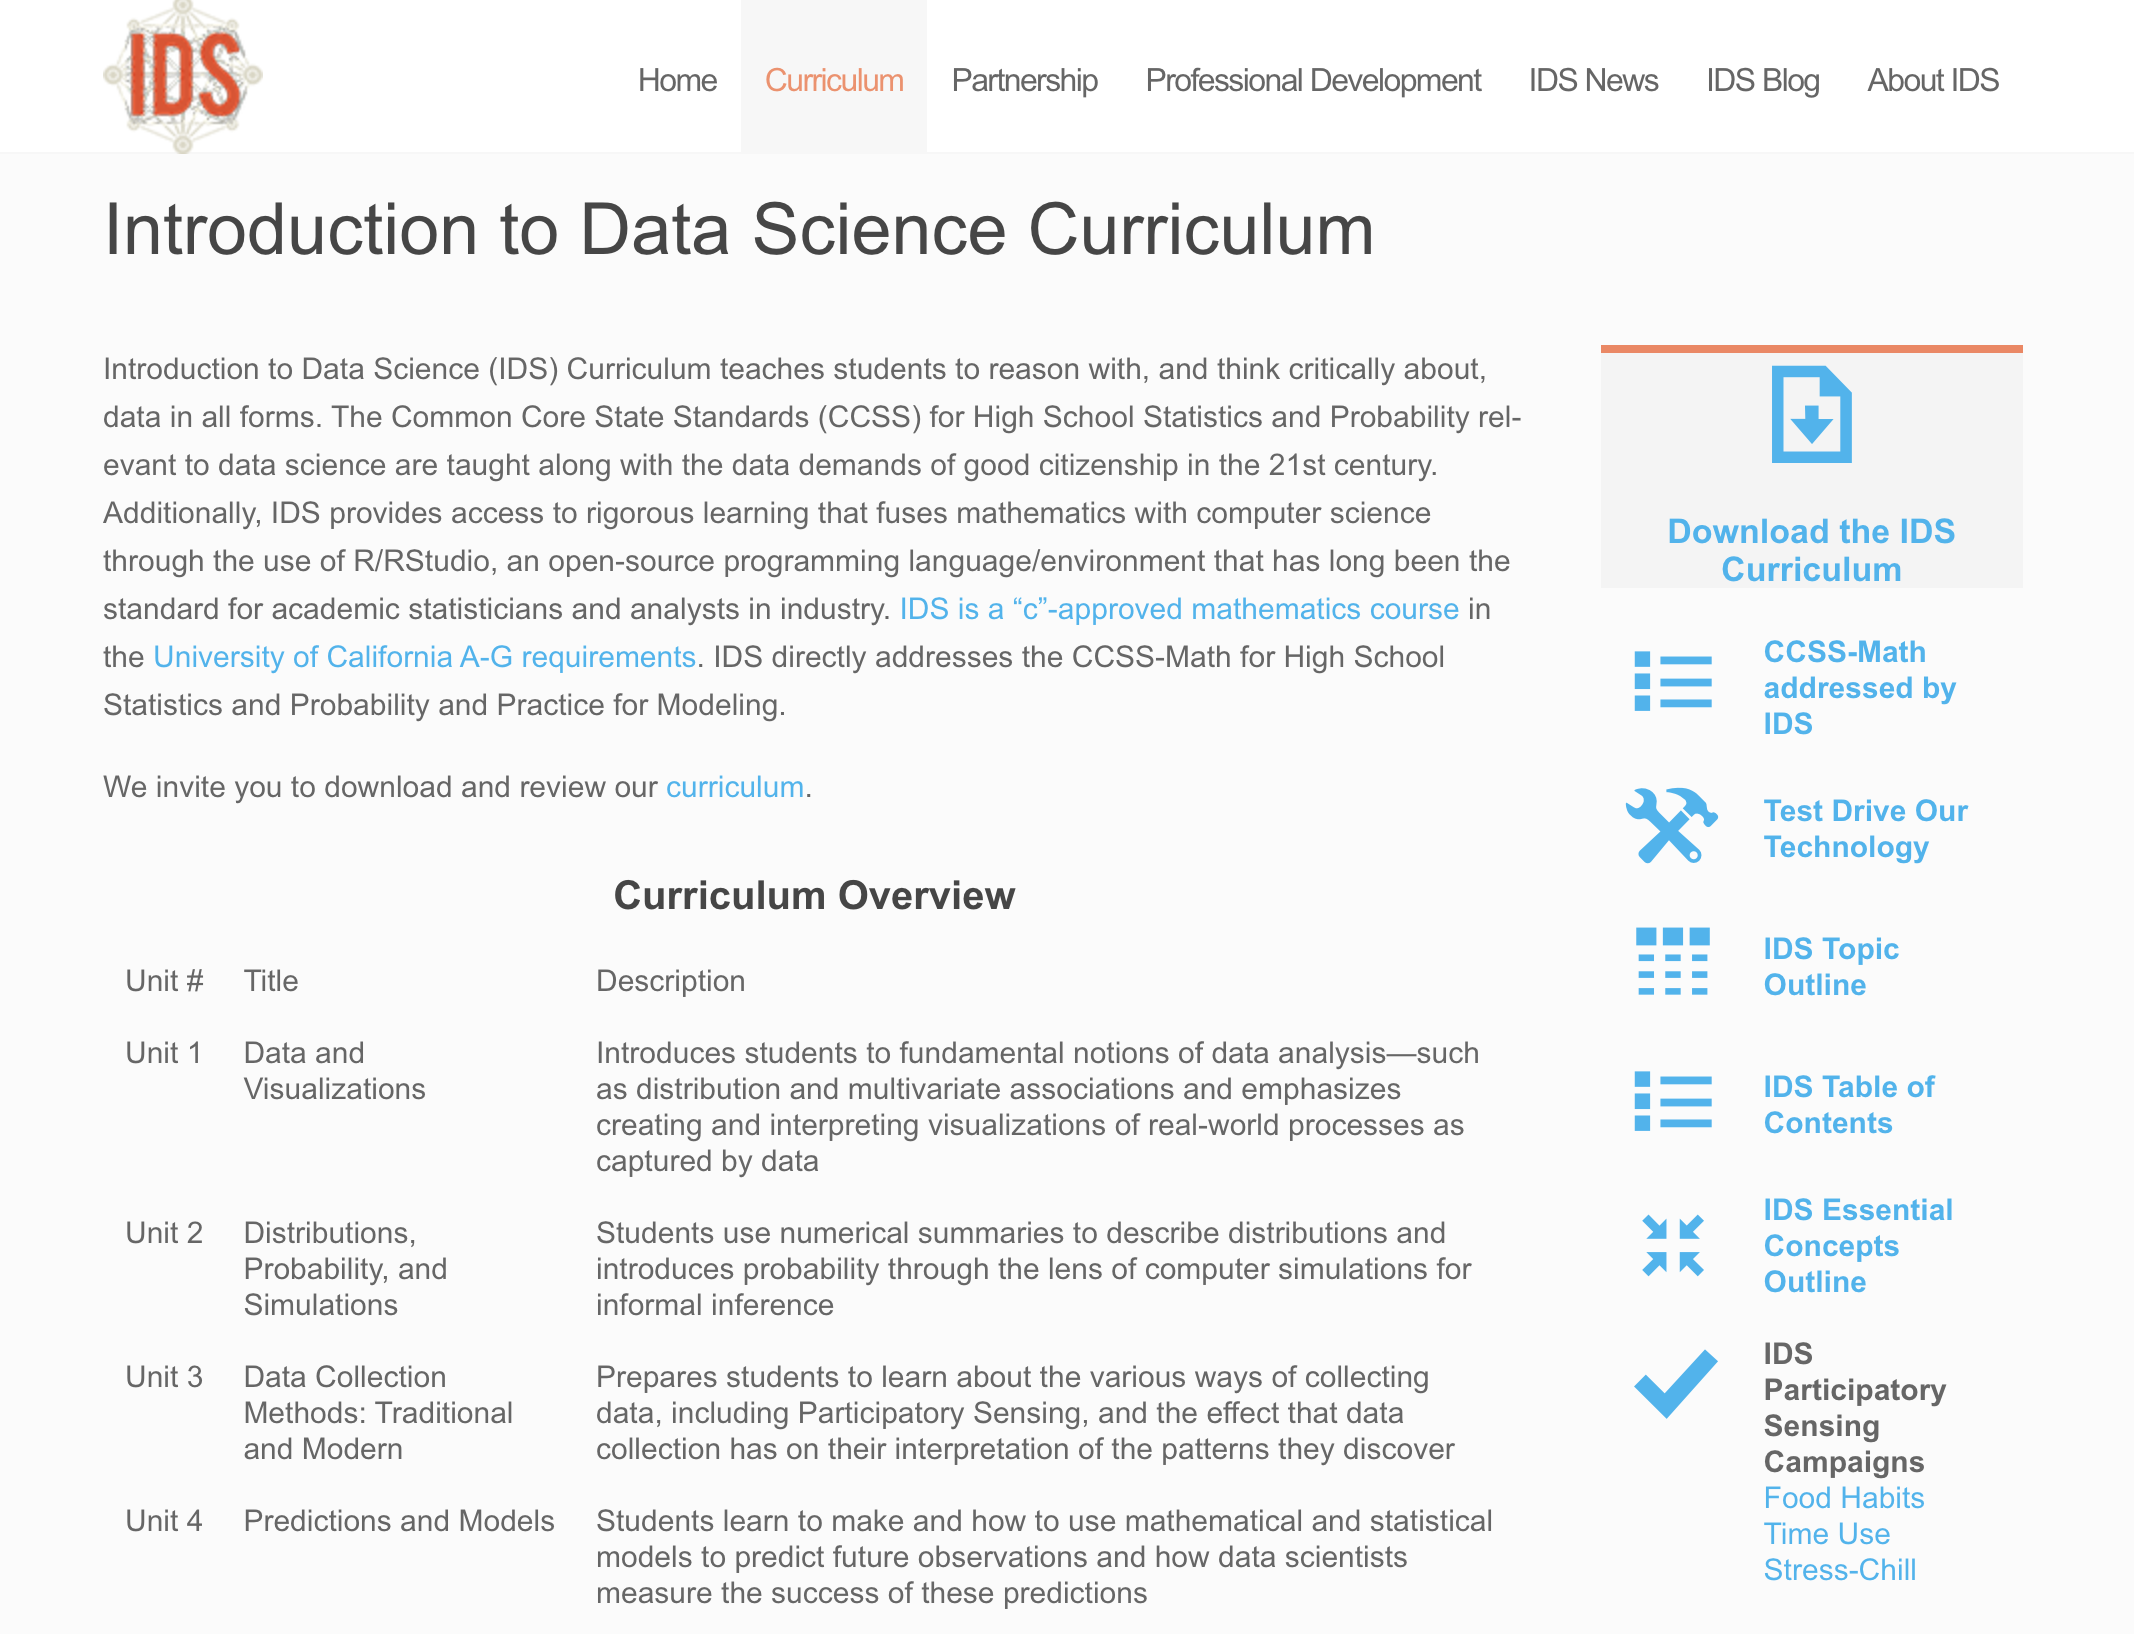 IDS
Home
Curriculum
Partnership
Professional Development
IDS News
IDS Blog
About IDS
Introduction to Data Science Curriculum
Introduction to Data Science (IDS) Curriculum teaches students to reason with, and think critically about,
data in all forms. The Common Core State Standards (CCSS) for High School Statistics and Probability rel-
evant to data science are taught along with the data demands of good citizenship in the 21st century.
Additionally, IDS provides access to rigorous learning that fuses mathematics with computer science
through the use of R/RStudio, an open-source programming language/environment that has long been the
standard for academic statisticians and analysts in industry. IDS is a “c”-approved mathematics course in
the University of California A-G requirements. IDS directly addresses the CCSS-Math for High School
Statistics and Probability and Practice for Modeling.
We invite you to download and review our curriculum.
Curriculum Overview
Unit #
Title
Description
Unit 1
Data and
Visualizations
Introduces students to fundamental notions of data analysis—such
as distribution and multivariate associations and emphasizes
creating and interpreting visualizations of real-world processes as
captured by data
Unit 2
Distributions,
Probability, and
Simulations
Students use numerical summaries to describe distributions and
introduces probability through the lens of computer simulations for
informal inference
Unit 3
Data Collection
Methods: Traditional
and Modern
Prepares students to learn about the various ways of collecting
data, including Participatory Sensing, and the effect that data
collection has on their interpretation of the patterns they discover
Unit 4
Predictions and Models
Students learn to make and how to use mathematical and statistical
models to predict future observations and how data scientists
measure the success of these predictions
Download the IDS
Curriculum
CCSS-Math
addressed by
IDS
Test Drive Our
Technology
IDS Topic
Outline
IDS Table of
Contents
IDS Essential
Concepts
Outline
IDS
Participatory
Sensing
Campaigns
Food Habits
Time Use
Stress-Chill